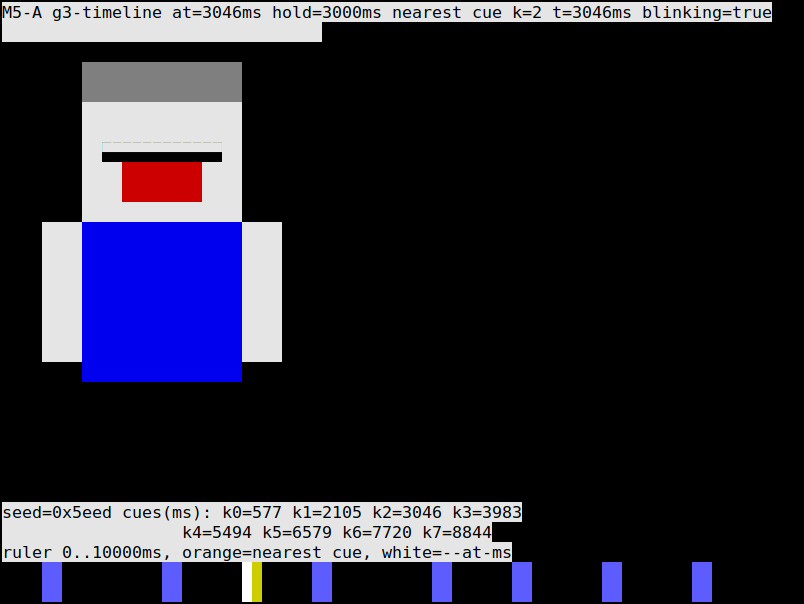 M5-A g3-timeline at=3046ms hold=3000ms nearest cue k=2 t=3046ms blinking=true
seed=0x5eed cues(ms): k0=577 k1=2105 k2=3046 k3=3983
k4=5494 k5=6579 k6=7720 k7=8844
ruler 0..10000ms, orange=nearest cue, white=--at-ms